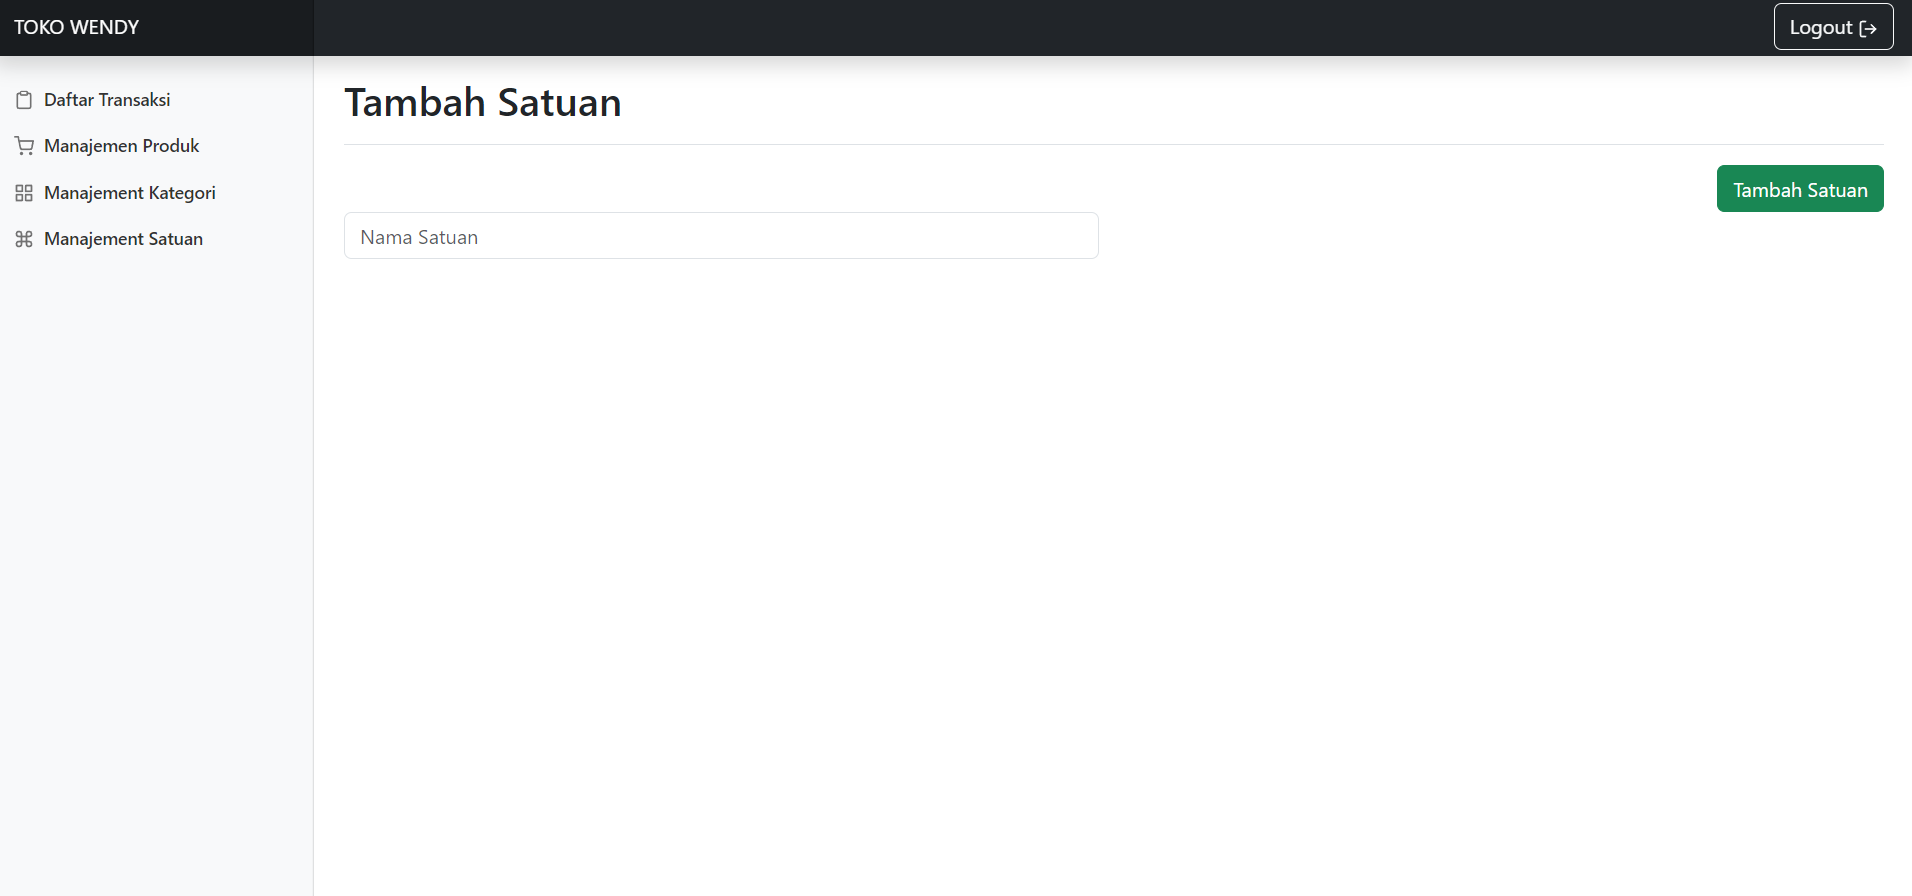 TOKO WENDY
Logout
Daftar Transaksi
Manajemen Produk
Manajement Kategori
Manajement Satuan
Tambah Satuan
Tambah Satuan
Nama Satuan